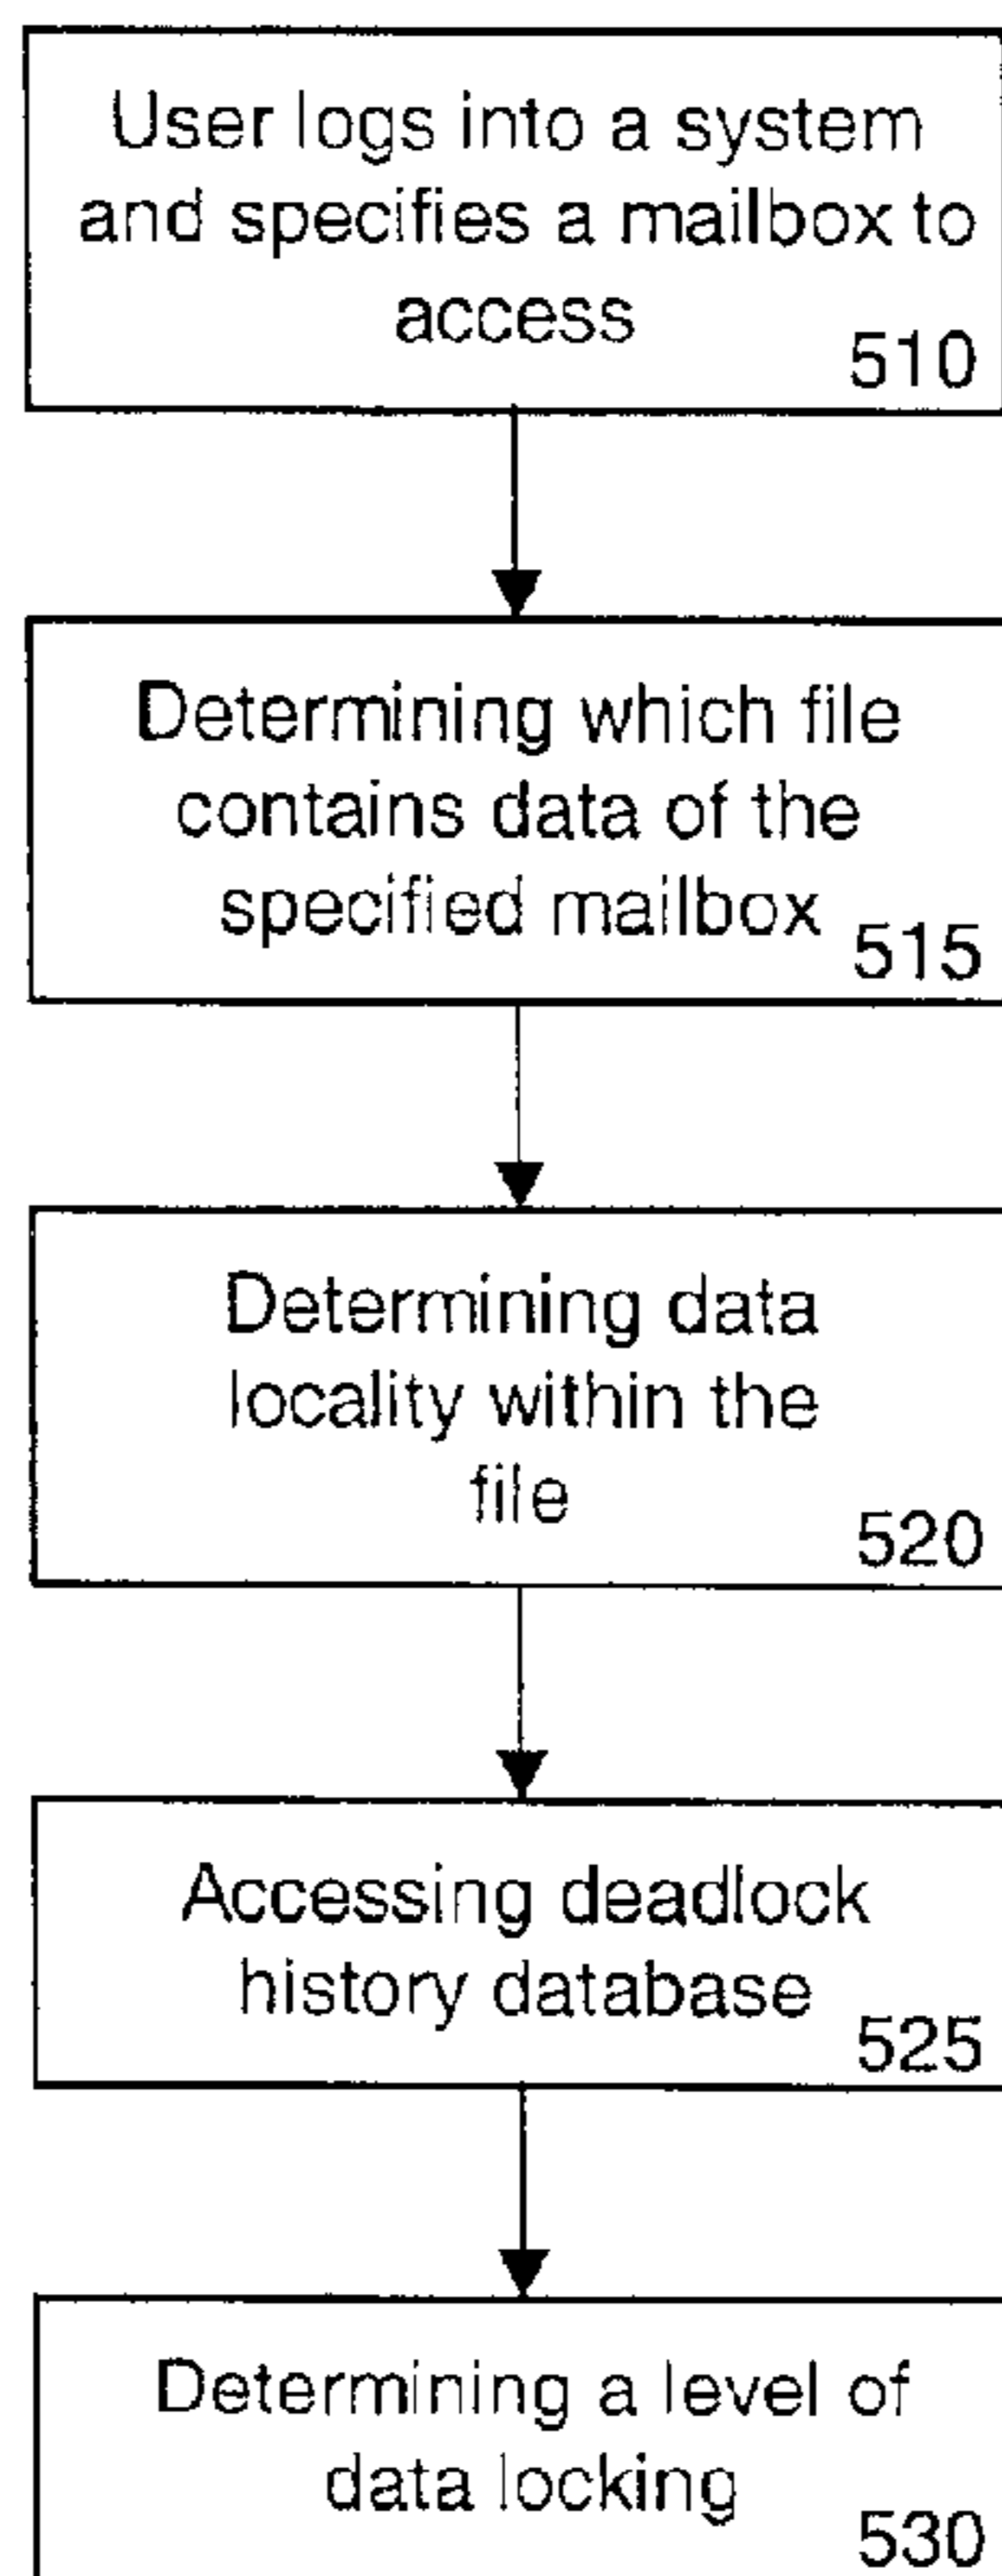 User logs into a system
and specifies a mailbox to
access
510
Determining which file
contains data of the
specified mailbox
515
Determining data
locality within the
file
520
Accessing deadlock
history database
525
Determining a level of
data locking
530